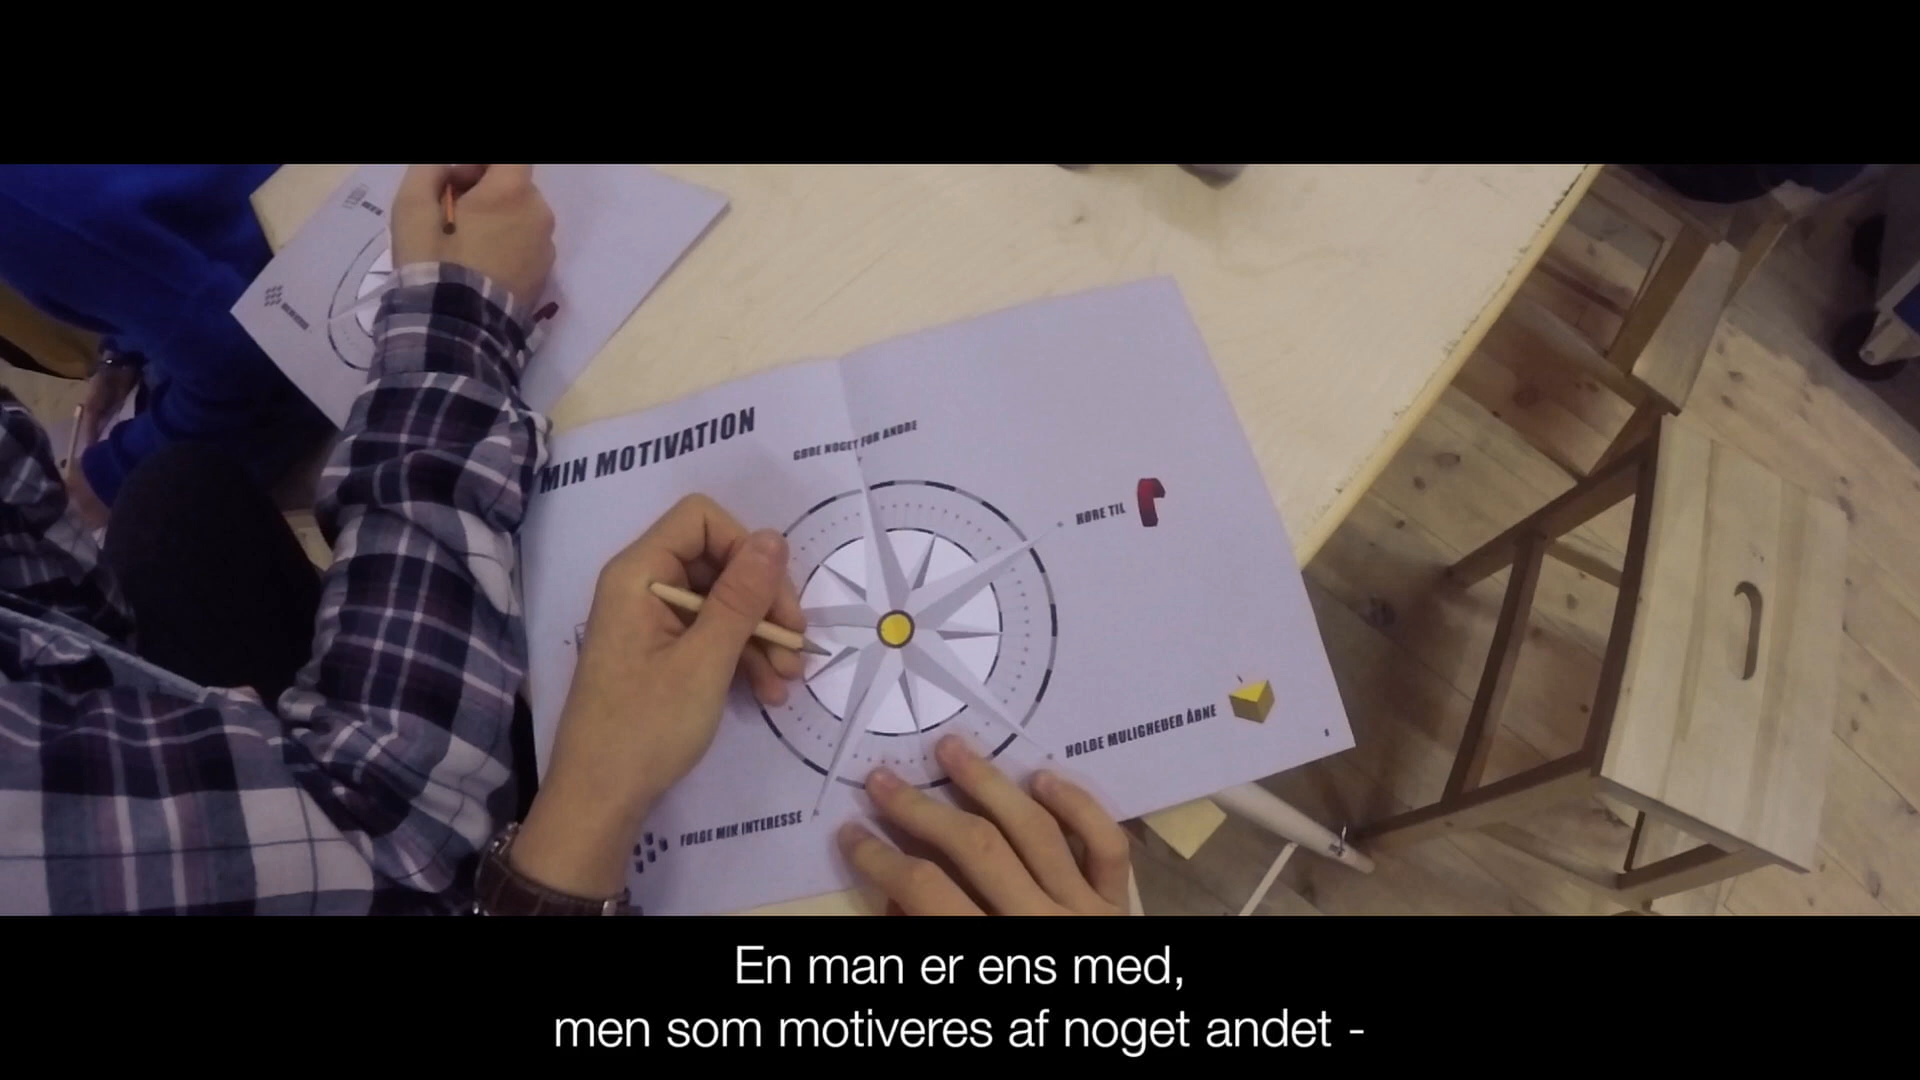 MIN MOTIVATION
GØRE NOGET FOR ANDRE
HØRE TIL
HOLDE MULIGHEDER ÅBNE
FØLGE MIN INTERESSE
En man er ens med,
men som motiveres af noget andet -